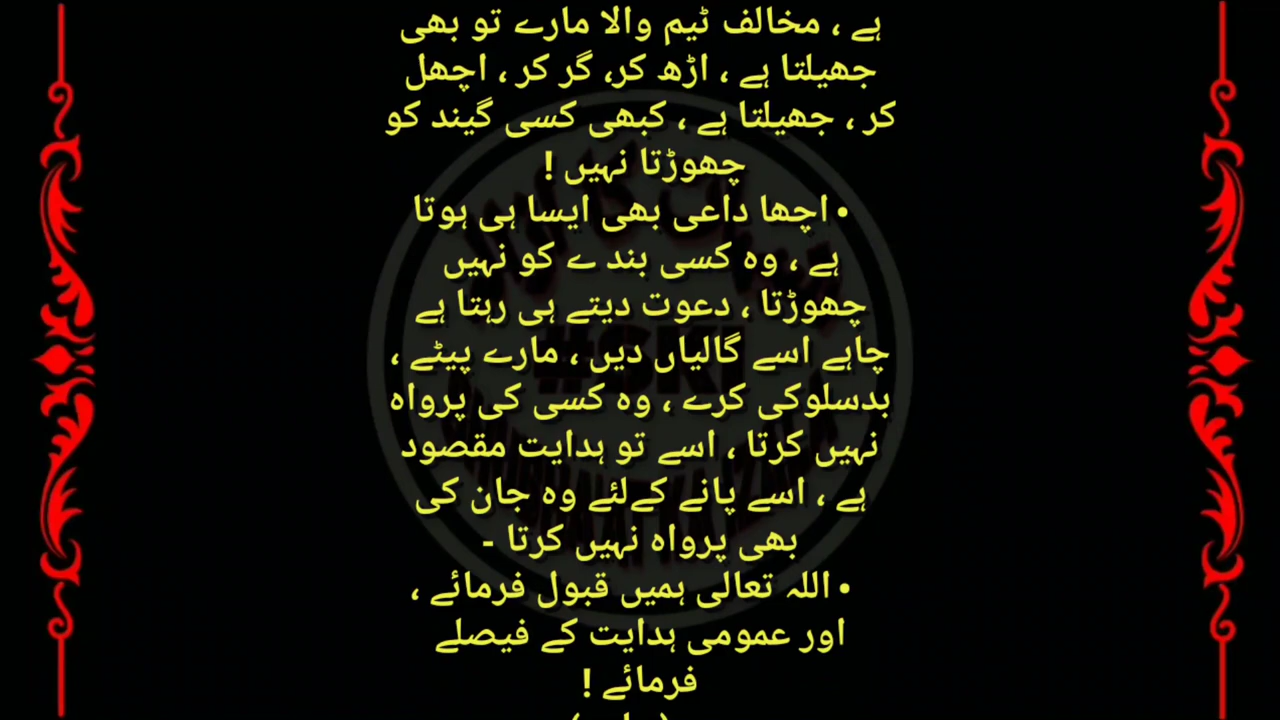 ہے ، مخالف ٹیم والا مارے تو بھی
جھیلتا ہے ، اڑھ کر، گر کر ، اچھل
کر ، جھیلتا ہے ، کبھی کسی گیند کو
چھوڑتا نہیں !
• اچھا داعی بھی ایسا ہی ہوتا
ہے ، وہ کسی بند ے کو نہیں
چھوڑتا ، دعوت دیتے ہی رہتا ہے
چاہے اسے گالیاں دیں ، مارے پیٹے ،
بدسلوکی کرے ، وہ کسی کی پرواہ
نہیں کرتا ، اسے تو ہدایت مقصود
ہے ، اسے پانے کےلئے وہ جان کی
بھی پرواہ نہیں کرتا -
• اللہ تعالی ہمیں قبول فرمائے ،
اور عمومی ہدایت کے فیصلے
فرمائے !
#SKI